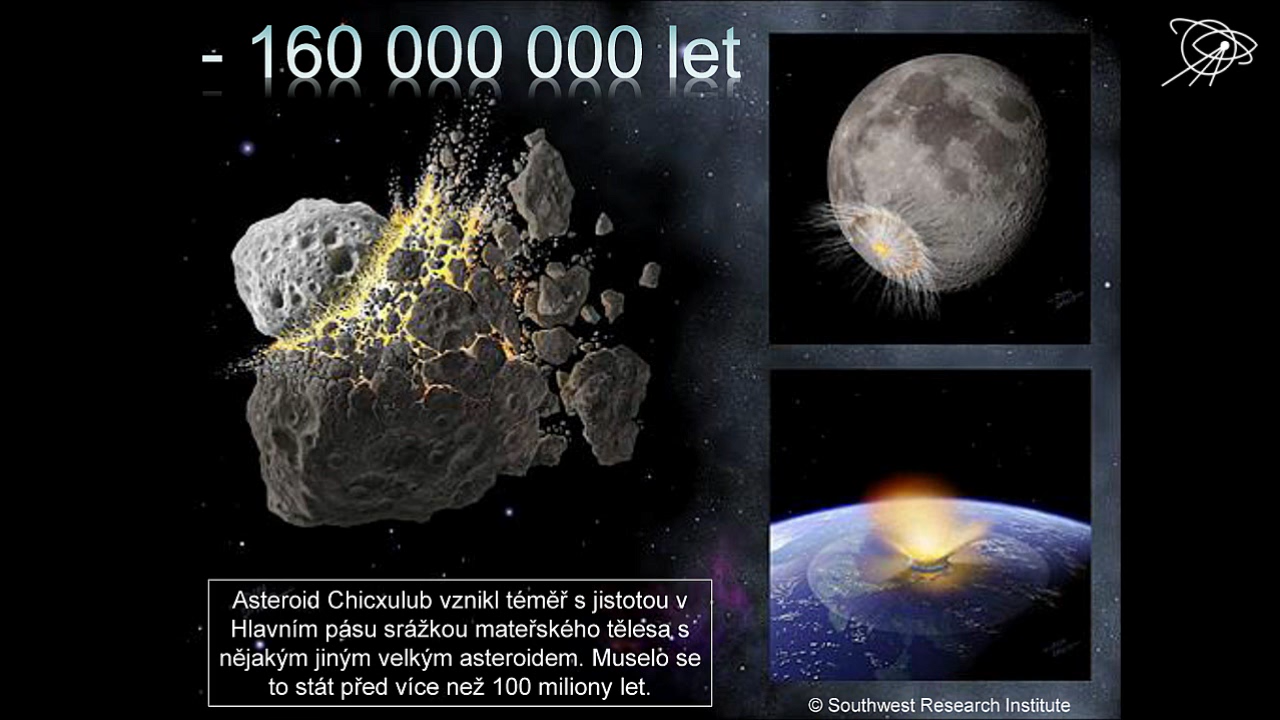 - 160 000 000 let
Asteroid Chicxulub vznikl téměř s jistotou v
Hlavním pásu srážkou mateřského tělesa s
nějakým jiným velkým asteroidem. Muselo se
to stát před více než 100 miliony let.
© Southwest Research Institute